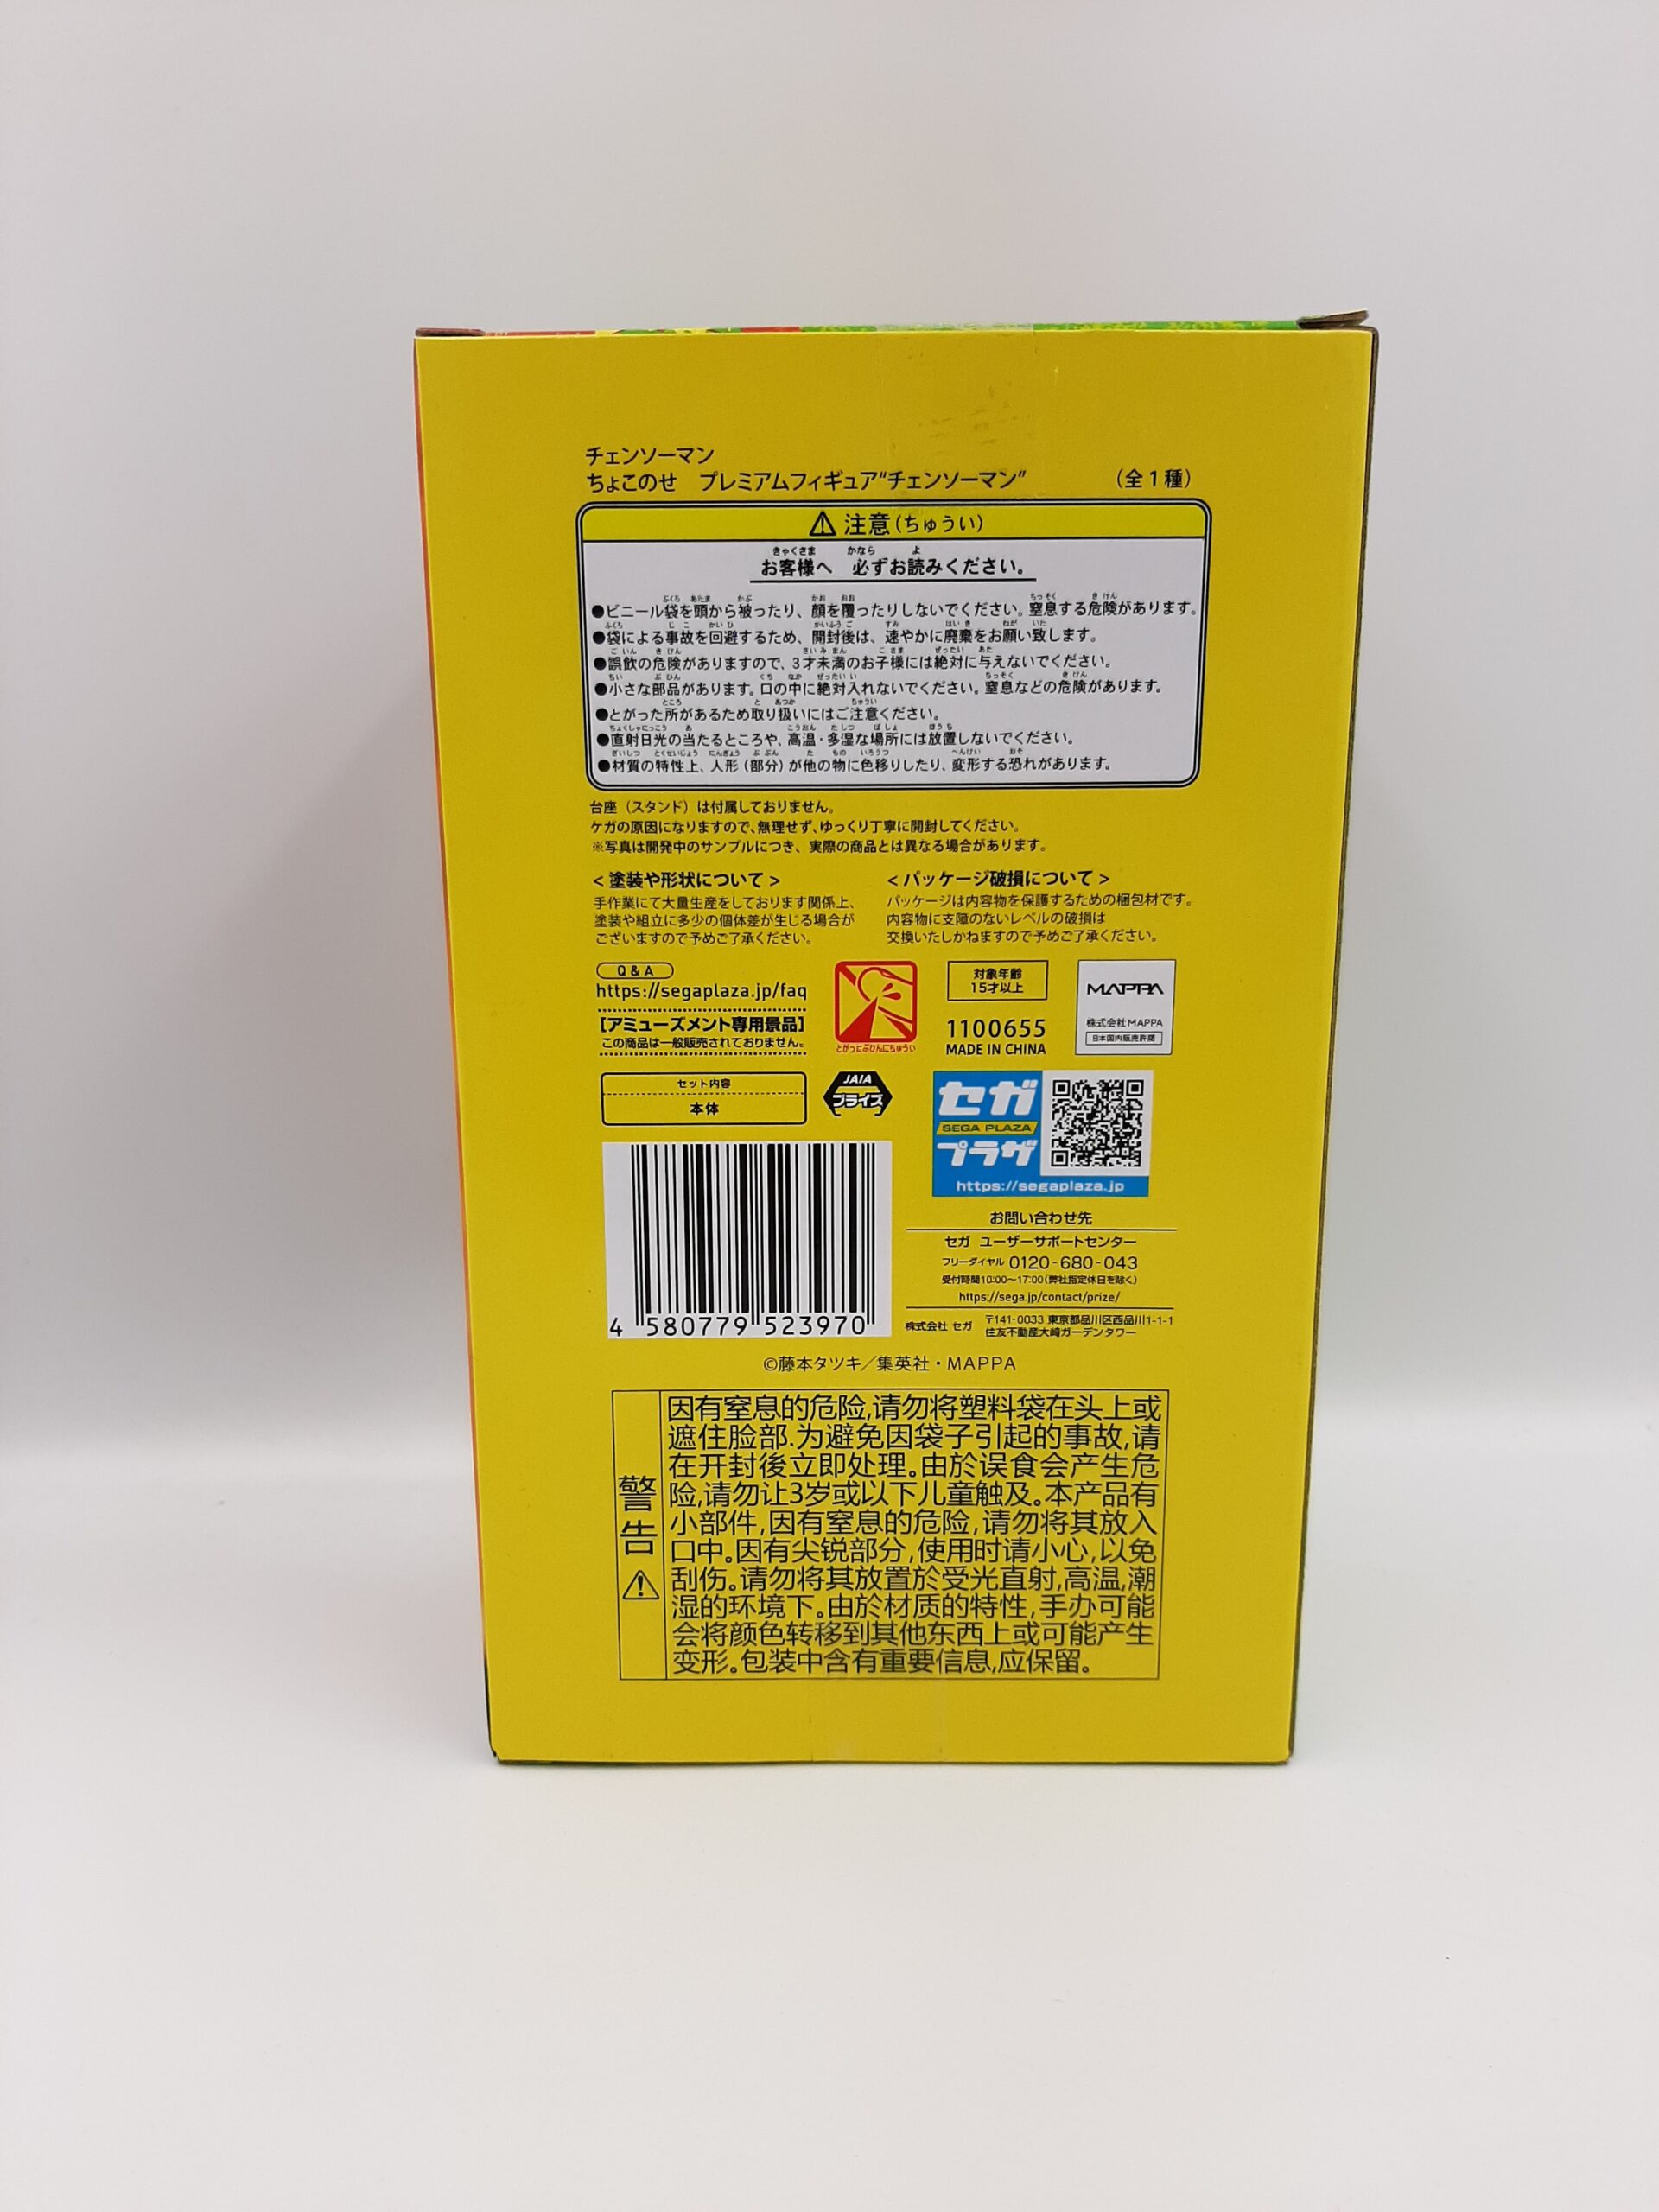 チェンソーマン
ちょこのせ プレミアムフィギュア“チェンソーマン” （全1種）
⚠ 注意（ちゅうい）
お客様へ 必ずお読みください。
●ビニール袋を頭から被ったり、顔を覆ったりしないでください。窒息する危険があります。
●袋による事故を回避するため、開封後は、速やかに廃棄をお願い致します。
●誤飲の危険がありますので、3才未満のお子様には絶対に与えないでください。
●小さな部品があります。口の中に絶対入れないでください。窒息などの危険があります。
●とがった所があるため取り扱いにはご注意ください。
●直射日光の当たるところや、高温・多湿な場所には放置しないでください。
●材質の特性上、人形（部分）が他の物に色移りしたり、変形する恐れがあります。
台座（スタンド）は付属しておりません。
ケガの原因になりますので、無理せず、ゆっくり丁寧に開封してください。
※写真は開発中のサンプルにつき、実際の商品とは異なる場合があります。
＜塗装や形状について＞
手作業にて大量生産をしております関係上、
塗装や組立に多少の個体差が生じる場合が
ございますので予めご了承ください。
＜パッケージ破損について＞
パッケージは内容物を保護するための梱包材です。
内容物に支障のないレベルの破損は
交換いたしかねますので予めご了承ください。
Q & A
https://segaplaza.jp/faq
［アミューズメント専用景品］
この商品は一般販売されておりません。
とがったぶひんにちゅうい
対象年齢
15才以上
1100655
MADE IN CHINA
MAPPA
株式会社MAPPA
日本国内販売許諾
セット内容
本体
JAIA
プライズ
セガ
SEGA PLAZA
プラザ
https://segaplaza.jp
4 580779 523970
お問い合わせ先
セガ ユーザーサポートセンター
フリーダイヤル 0120-680-043
受付時間10:00～17:00（弊社指定休日を除く）
https://sega.jp/contact/prize/
株式会社 セガ 〒141-0033 東京都品川区西品川1-1-1
住友不動産大崎ガーデンタワー
©藤本タツキ／集英社・MAPPA
警告⚠
因有窒息的危险,请勿将塑料袋在头上或
遮住脸部.为避免因袋子引起的事故,请
在开封後立即处理。由於误食会产生危
险,请勿让3岁或以下儿童触及。本产品有
小部件,因有窒息的危险,请勿将其放入
口中。因有尖锐部分,使用时请小心,以免
刮伤。请勿将其放置於受光直射,高温,潮
湿的环境下。由於材质的特性,手办可能
会将颜色转移到其他东西上或可能产生
变形。包装中含有重要信息,应保留。